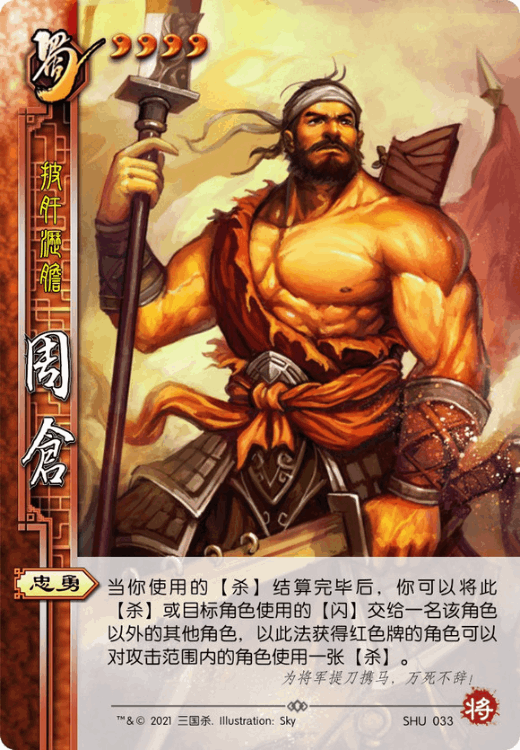 蜀
披肝瀝膽
周倉
忠勇
当你使用的【杀】结算完毕后，你可以将此
【杀】或目标角色使用的【闪】交给一名该角色
以外的其他角色，以此法获得红色牌的角色可以
对攻击范围内的角色使用一张【杀】。
为将军提刀携马，万死不辞！
™&© 2021 三国杀. Illustration: Sky
SHU 033
将